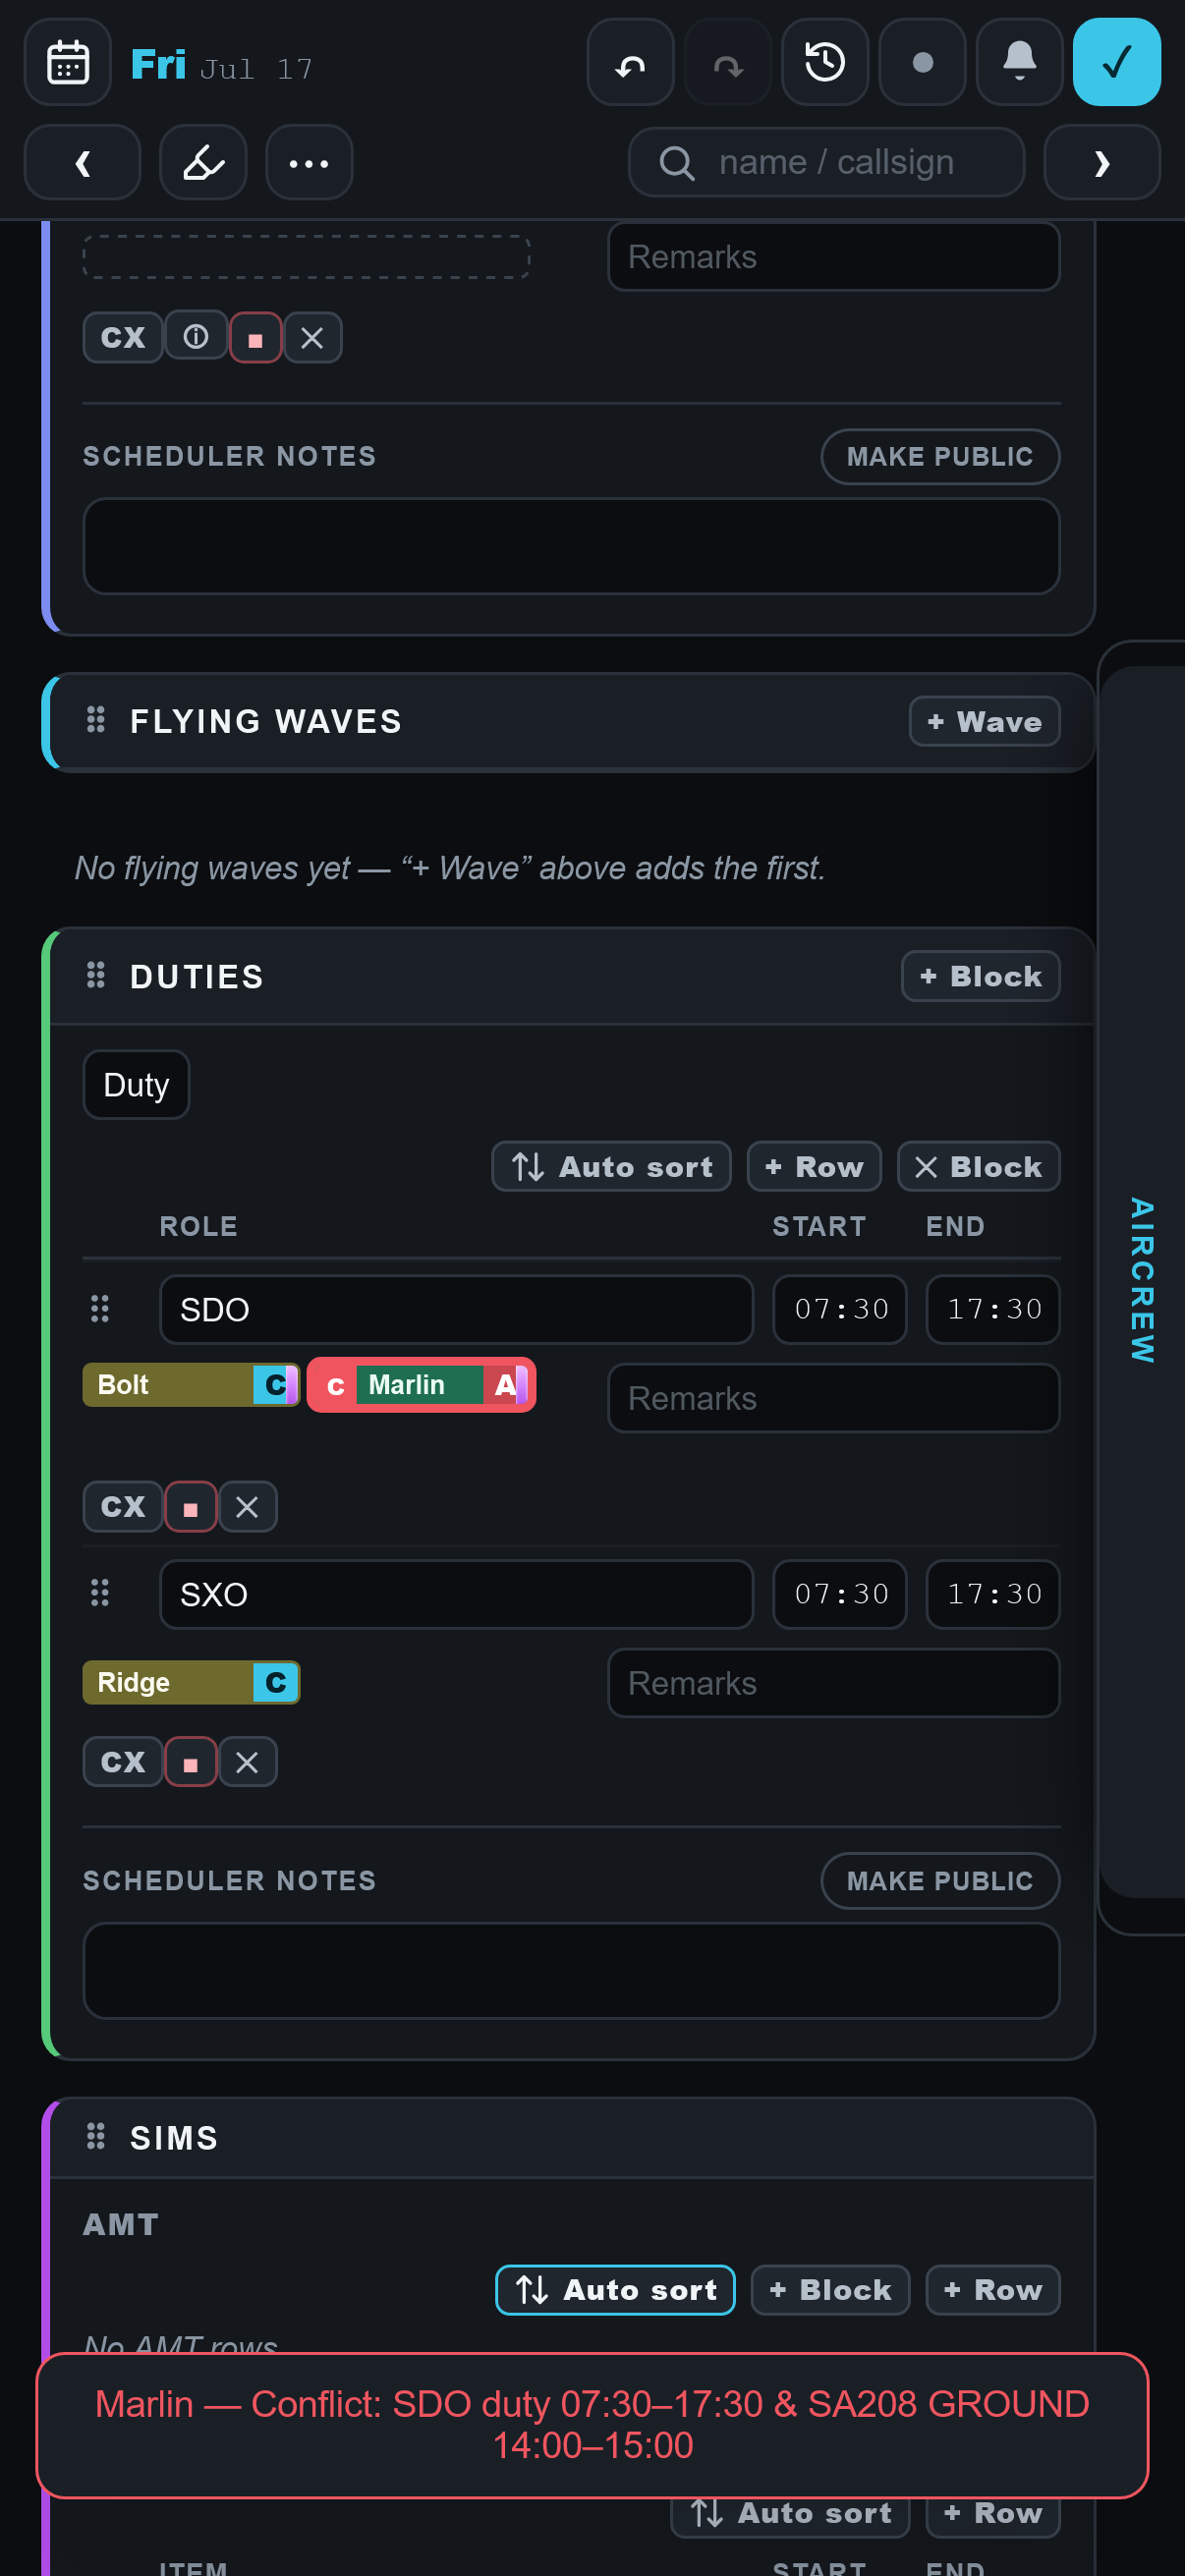 Fri Jul 17
name / callsign
Remarks
CX
SCHEDULER NOTES
MAKE PUBLIC
FLYING WAVES
+ Wave
No flying waves yet — “+ Wave” above adds the first.
DUTIES
+ Block
Duty
Auto sort
+ Row
× Block
ROLE
START
END
SDO
07:30
17:30
Bolt C
c Marlin A
Remarks
CX
SXO
07:30
17:30
Ridge C
Remarks
CX
SCHEDULER NOTES
MAKE PUBLIC
AIRCREW
SIMS
AMT
Auto sort
+ Block
+ Row
No AMT rows
Marlin — Conflict: SDO duty 07:30–17:30 & SA208 GROUND
14:00–15:00
Auto sort
+ Row
ITEM
START
END